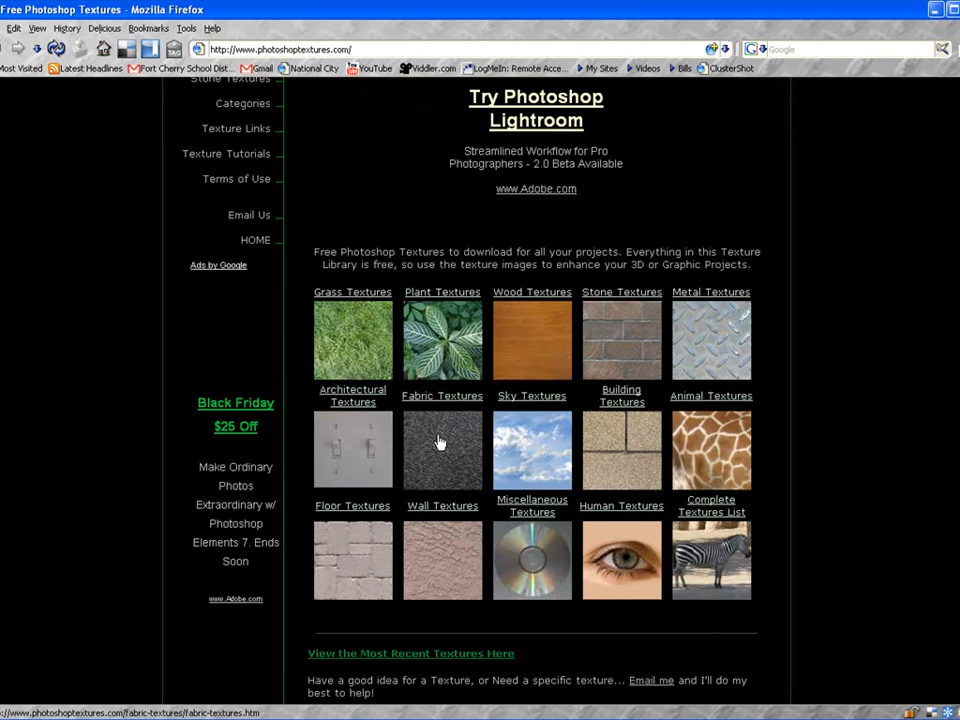 Free Photoshop Textures - Mozilla Firefox
Edit View History Delicious Bookmarks Tools Help
TAG http://www.photoshoptextures.com/ Google
Most Visited Latest Headlines Fort Cherry School Dist... Gmail National City YouTube Viddler.com LogMeIn: Remote Acce... My Sites Videos Bills ClusterShot
Stone Textures
Categories
Texture Links
Texture Tutorials
Terms of Use
Email Us
HOME
Ads by Google
Black Friday
$25 Off
Make Ordinary
Photos
Extraordinary w/
Photoshop
Elements 7. Ends
Soon
www.Adobe.com
Try Photoshop
Lightroom
Streamlined Workflow for Pro
Photographers - 2.0 Beta Available
www.Adobe.com
Free Photoshop Textures to download for all your projects. Everything in this Texture
Library is free, so use the texture images to enhance your 3D or Graphic Projects.
Grass Textures Plant Textures Wood Textures Stone Textures Metal Textures
Architectural
Textures
Fabric Textures
Sky Textures
Building
Textures
Animal Textures
Floor Textures
Wall Textures
Miscellaneous
Textures
Human Textures
Complete
Textures List
View the Most Recent Textures Here
Have a good idea for a Texture, or Need a specific texture... Email me and I'll do my
best to help!
http://www.photoshoptextures.com/fabric-textures/fabric-textures.htm